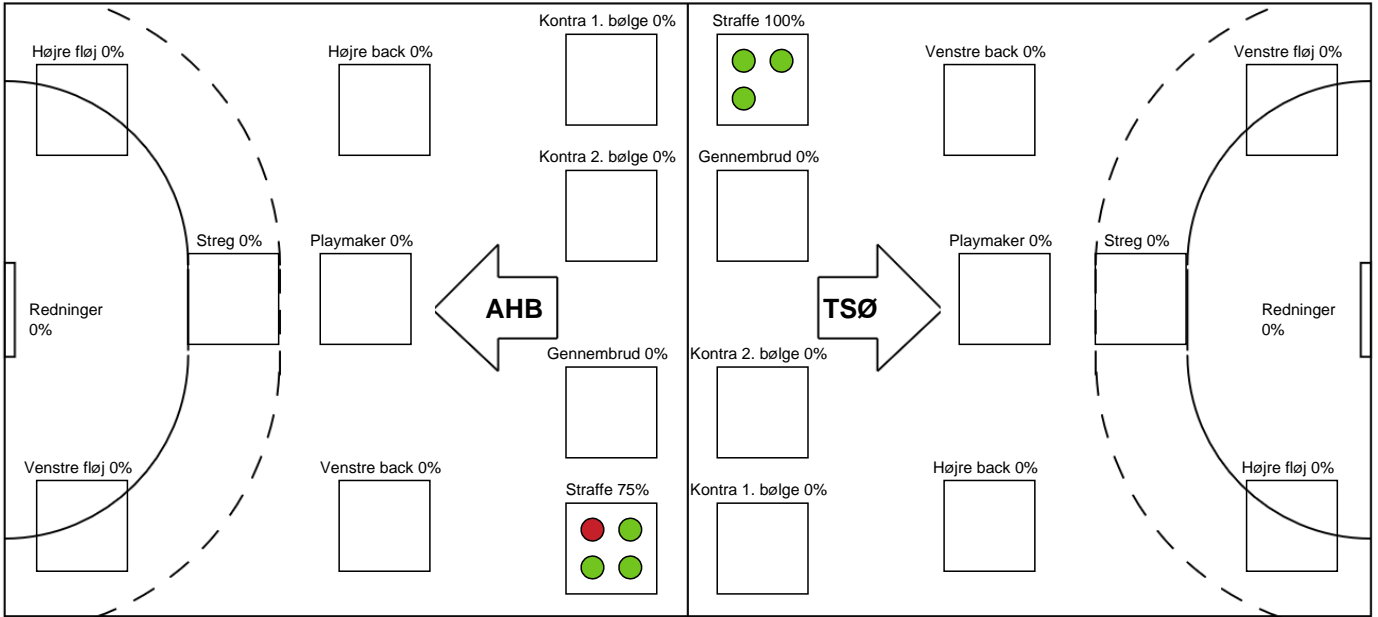 Kontra 1. bølge 0%
Straffe 100%
Højre fløj 0%
Højre back 0%
Venstre back 0%
Venstre fløj 0%
Kontra 2. bølge 0%
Gennembrud 0%
Streg 0%
Playmaker 0%
Playmaker 0%
Streg 0%
Redninger
0%
AHB
TSØ
Redninger
0%
Gennembrud 0%
Kontra 2. bølge 0%
Venstre fløj 0%
Venstre back 0%
Højre back 0%
Højre fløj 0%
Straffe 75%
Kontra 1. bølge 0%